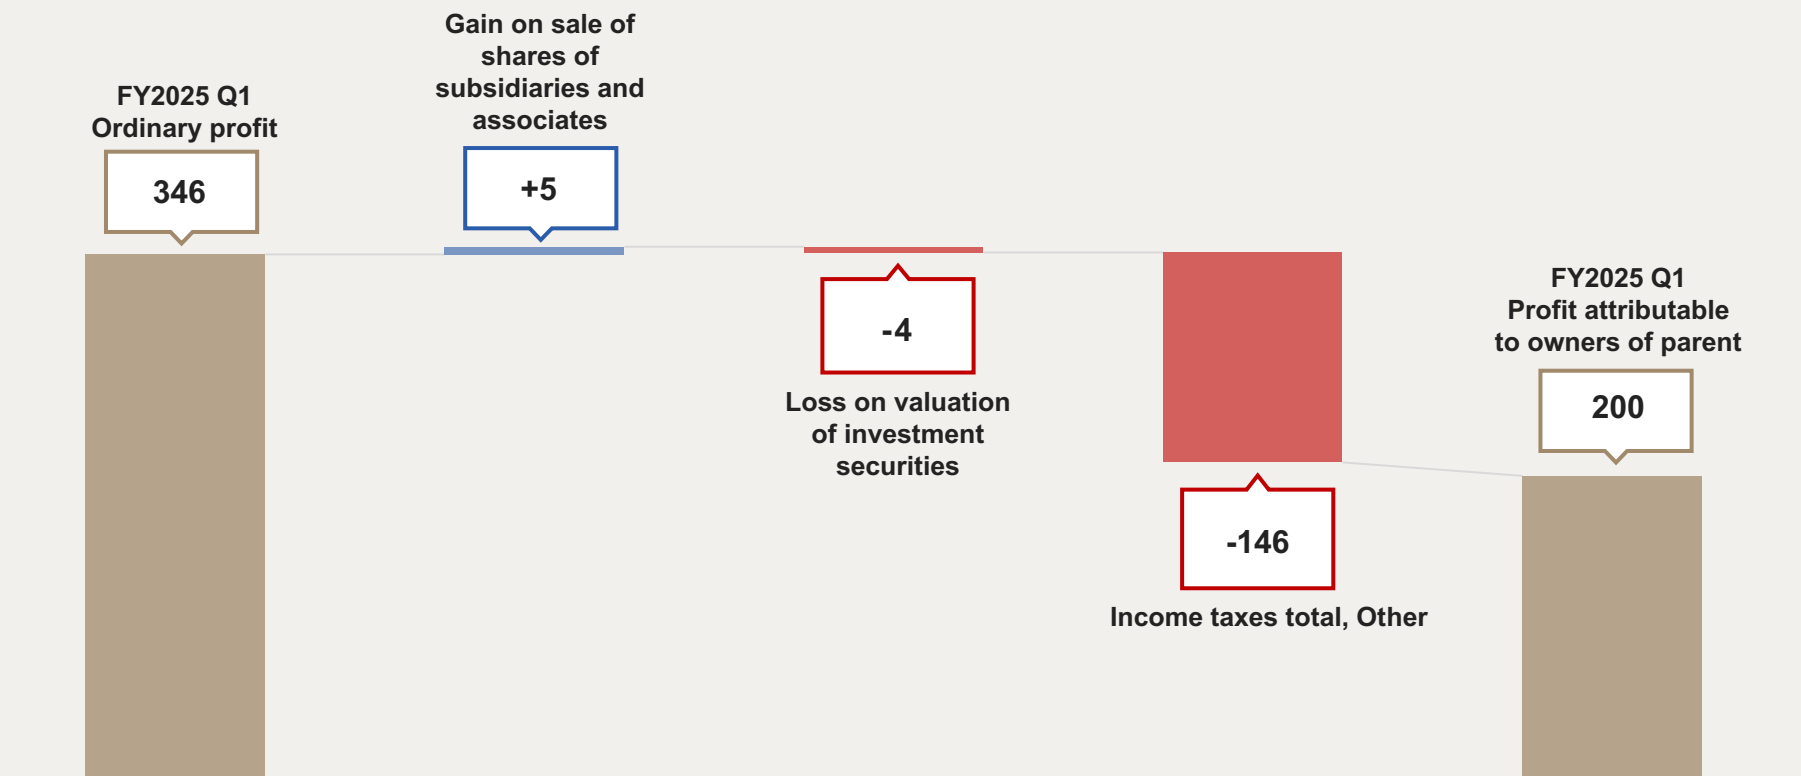 FY2025 Q1
Ordinary profit
346
Gain on sale of
shares of
subsidiaries and
associates
+5
-4
Loss on valuation
of investment
securities
-146
Income taxes total, Other
FY2025 Q1
Profit attributable
to owners of parent
200